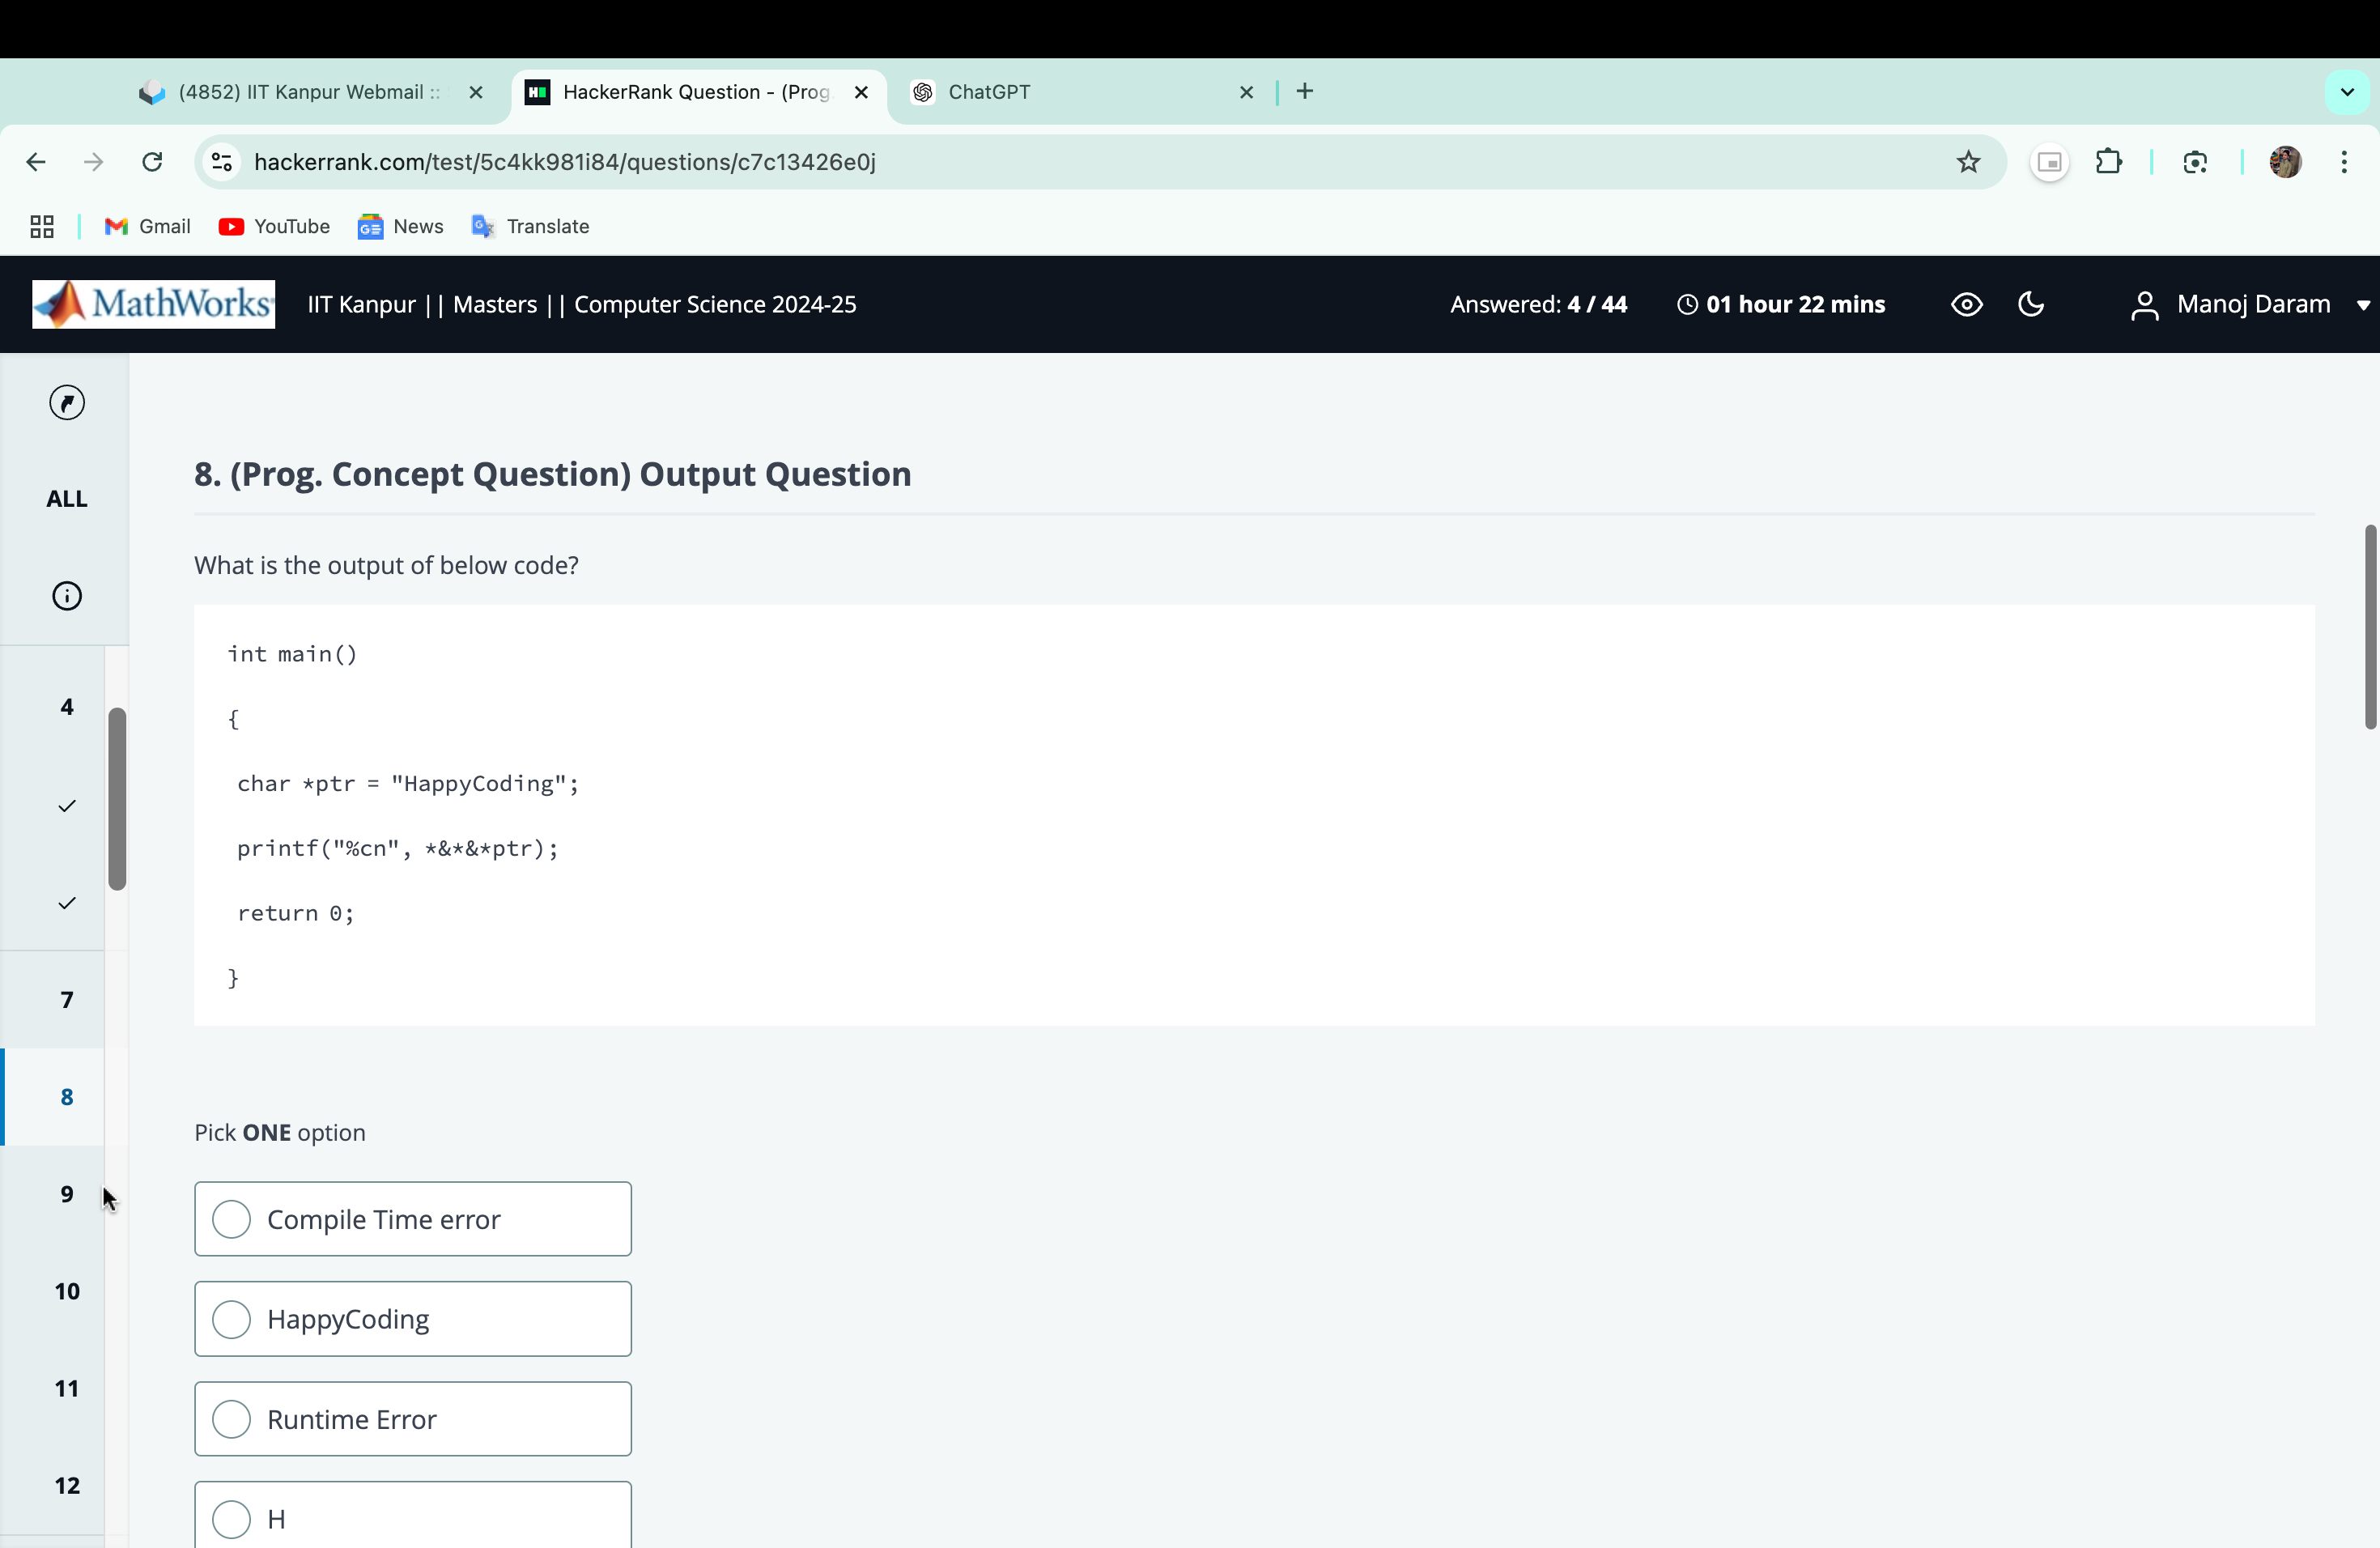 (4852) IIT Kanpur Webmail ::
HackerRank Question - (Prog.
ChatGPT
hackerrank.com/test/5c4kk981i84/questions/c7c13426e0j
Gmail
YouTube
News
Translate
MathWorks
IIT Kanpur || Masters || Computer Science 2024-25
Answered: 4 / 44
01 hour 22 mins
Manoj Daram
ALL
4
7
8
9
10
11
12
8. (Prog. Concept Question) Output Question
What is the output of below code?
int main()
{
char *ptr = "HappyCoding";
printf("%cn", *&*&*ptr);
return 0;
}
Pick ONE option
Compile Time error
HappyCoding
Runtime Error
H